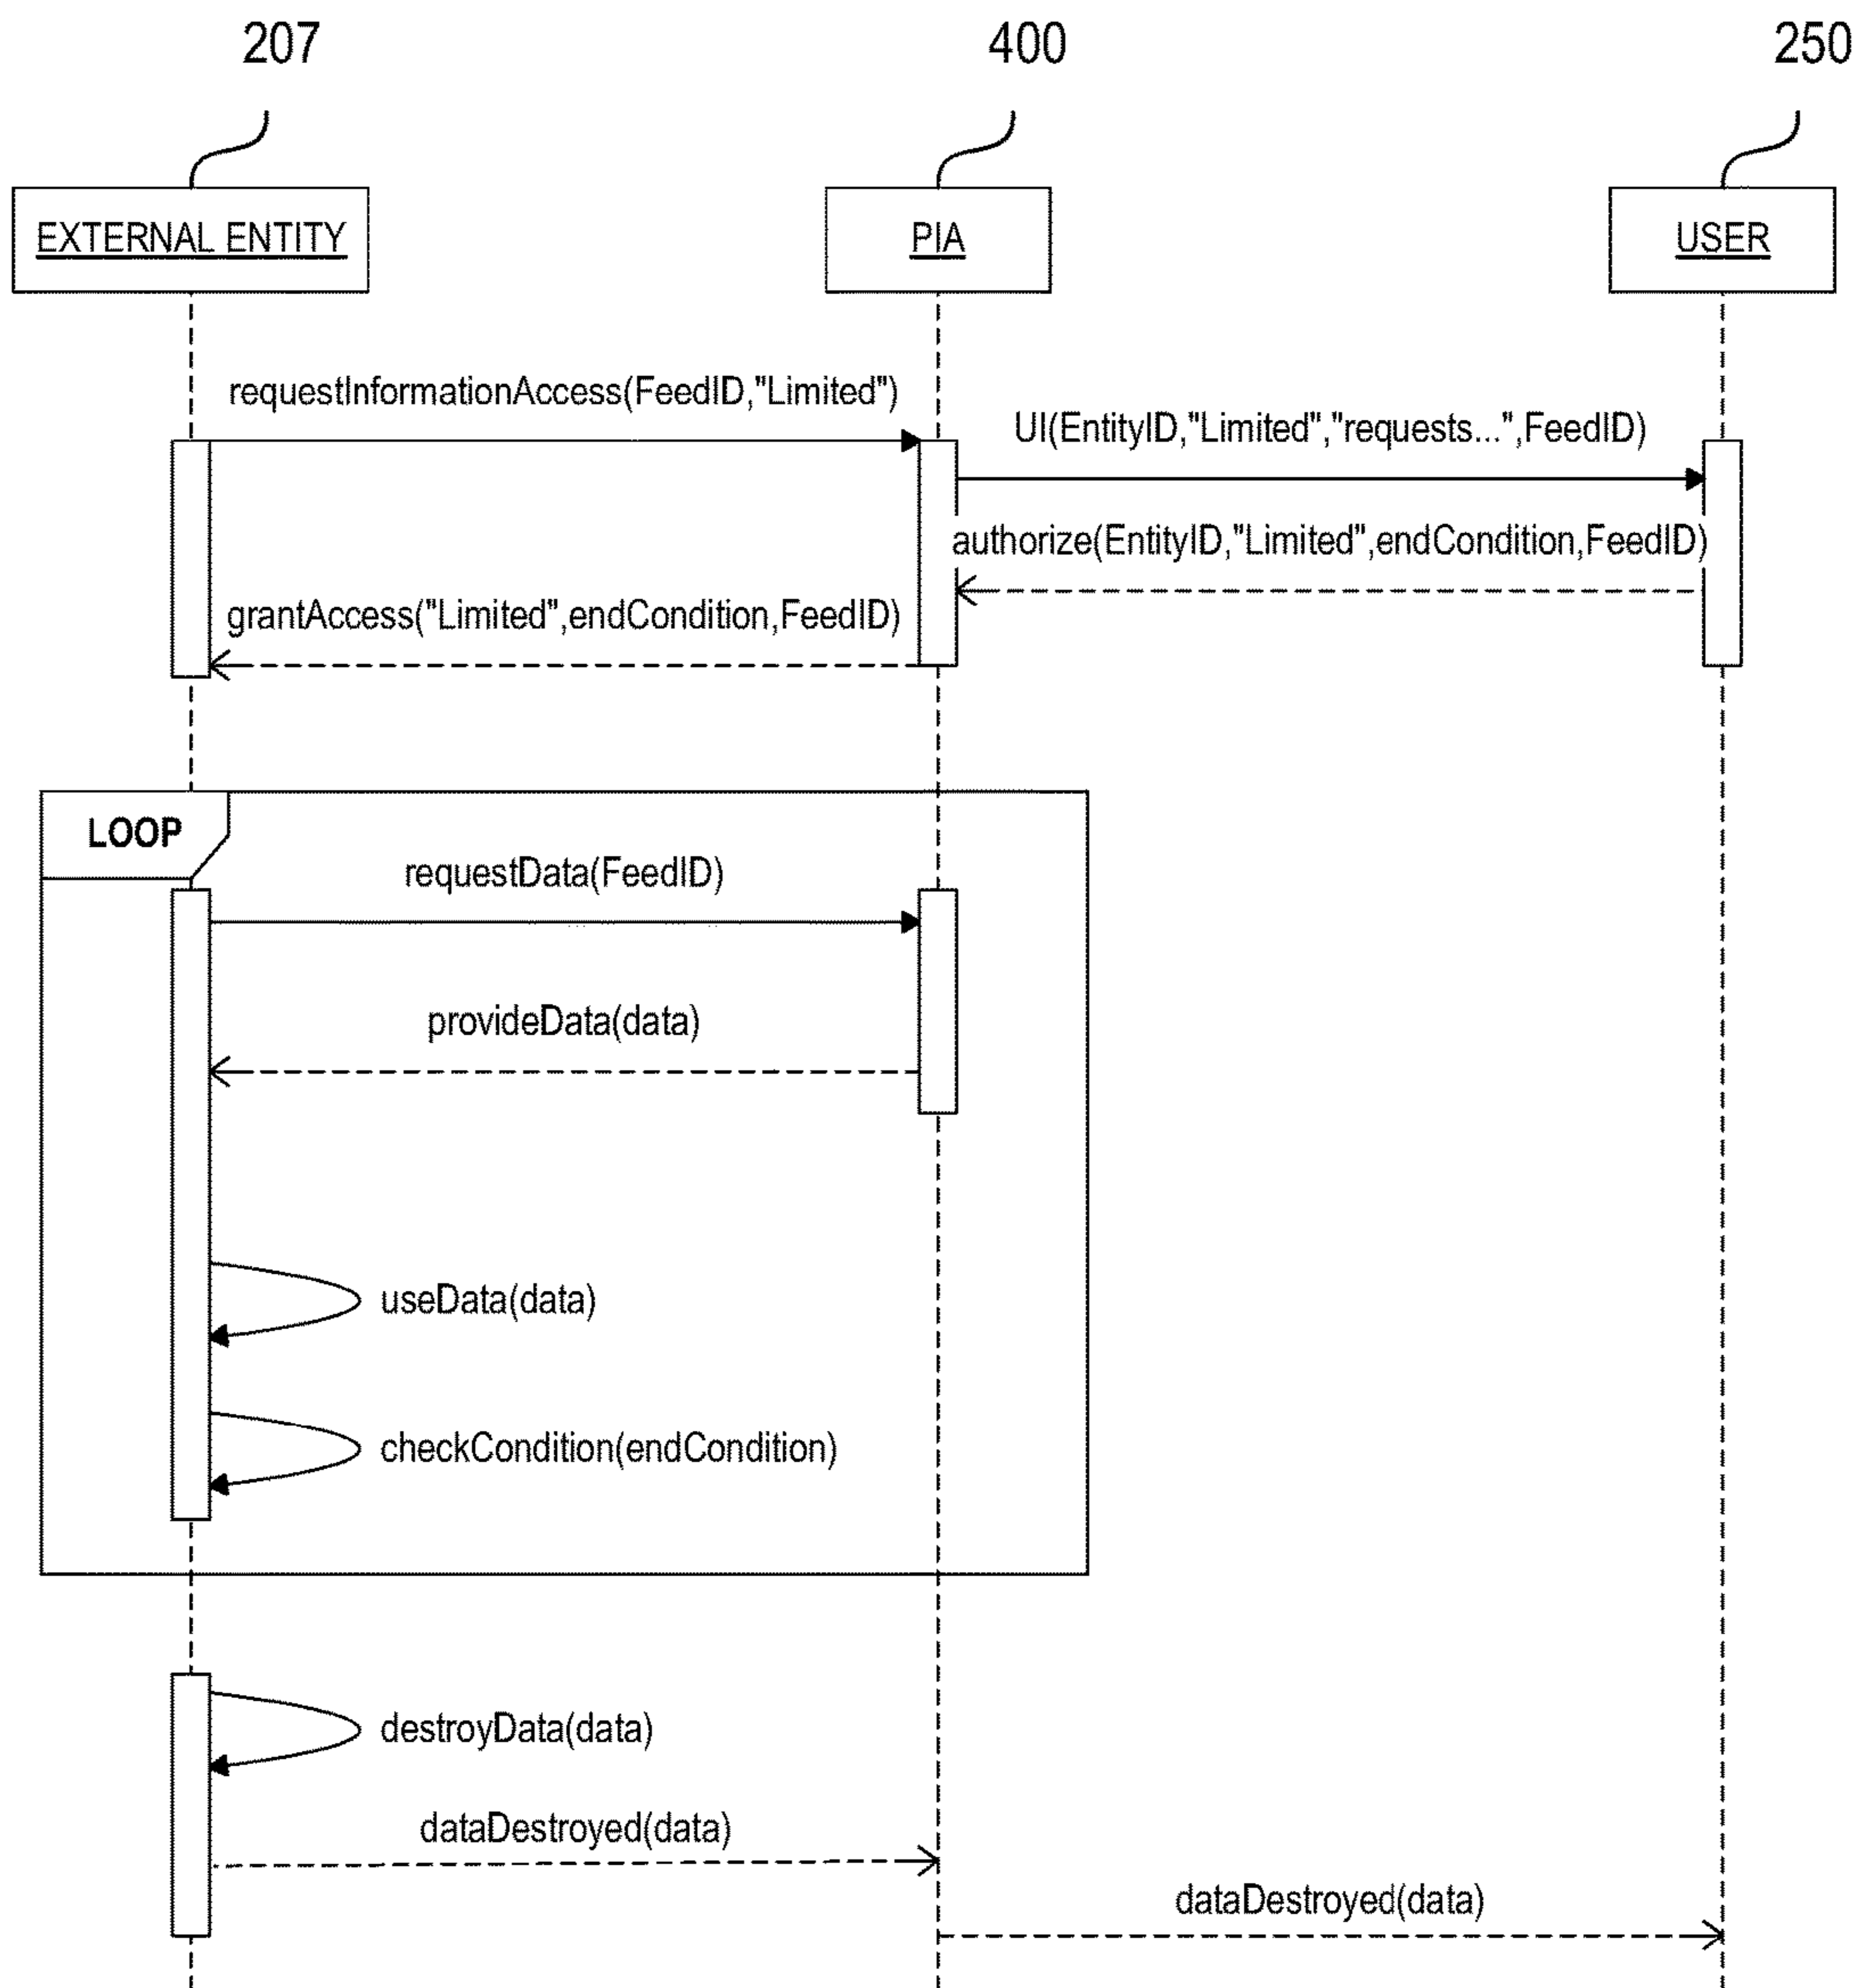 207
400
250
EXTERNAL ENTITY
PIA
USER
requestInformationAccess(FeedID,"Limited")
UI(EntityID,"Limited","requests...",FeedID)
authorize(EntityID,"Limited",endCondition,FeedID)
grantAccess("Limited",endCondition,FeedID)
LOOP
requestData(FeedID)
provideData(data)
useData(data)
checkCondition(endCondition)
destroyData(data)
dataDestroyed(data)
dataDestroyed(data)